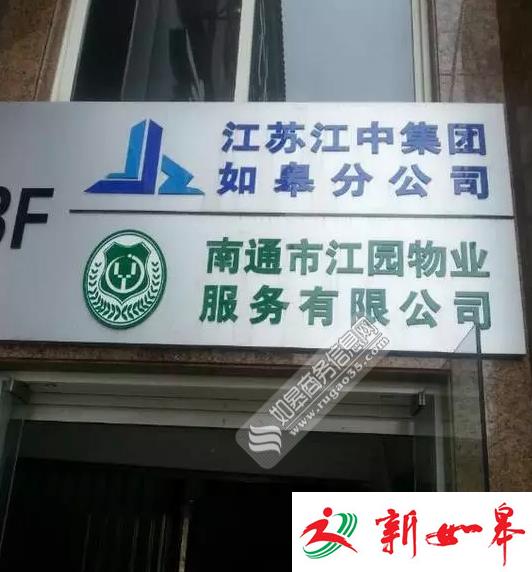 江苏江中集团
如皋分公司
3F
南通市江园物业
服务有限公司
如皋商务信息网
www.rugao35.com
新如皋